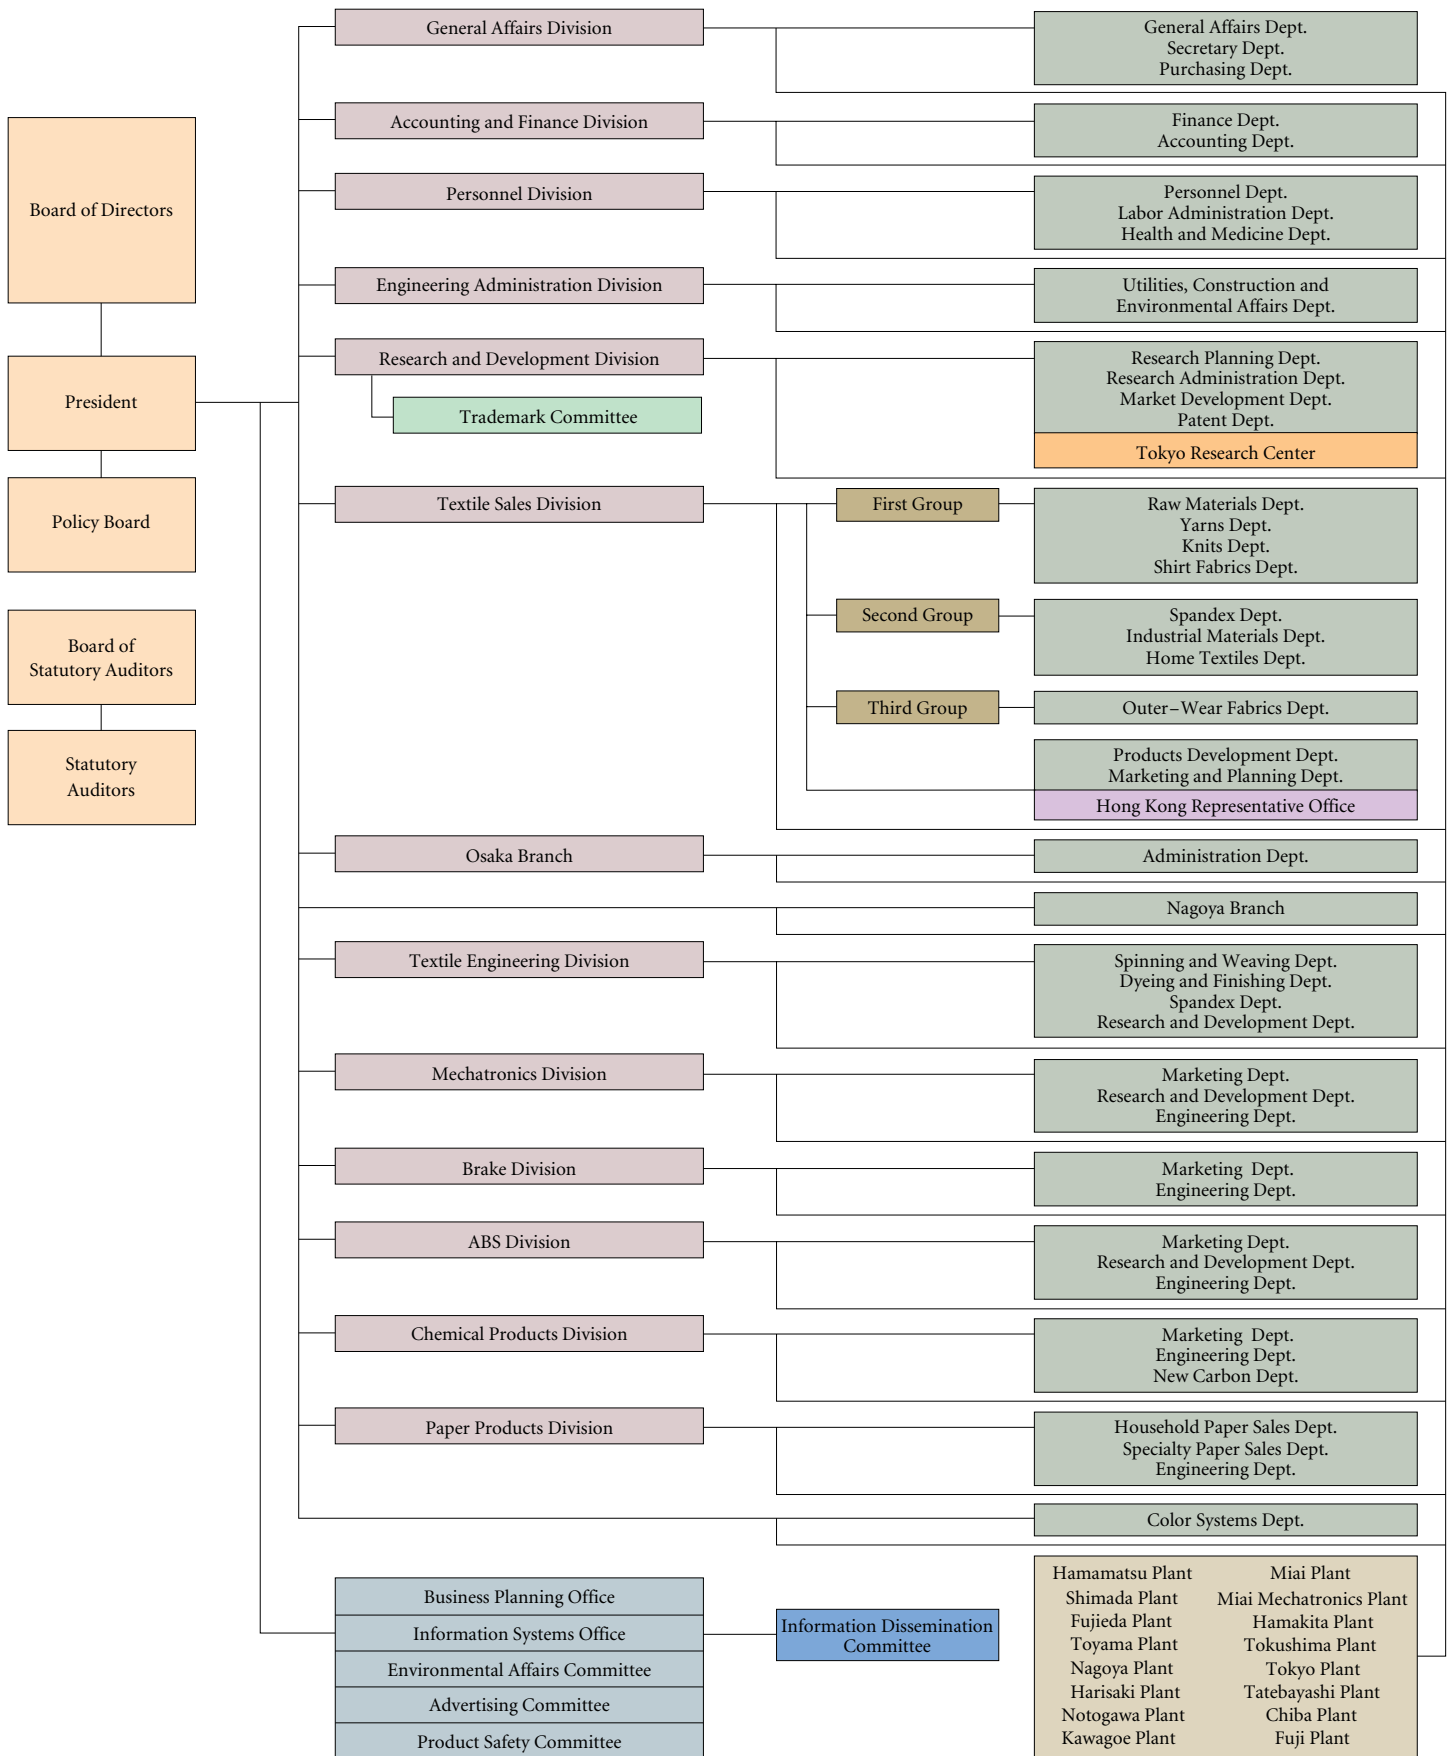 Board of Directors
President
Policy Board
Board of
Statutory Auditors
Statutory
Auditors
General Affairs Division
General Affairs Dept.
Secretary Dept.
Purchasing Dept.
Accounting and Finance Division
Finance Dept.
Accounting Dept.
Personnel Division
Personnel Dept.
Labor Administration Dept.
Health and Medicine Dept.
Engineering Administration Division
Utilities, Construction and
Environmental Affairs Dept.
Research and Development Division
Trademark Committee
Research Planning Dept.
Research Administration Dept.
Market Development Dept.
Patent Dept.
Tokyo Research Center
Textile Sales Division
First Group
Raw Materials Dept.
Yarns Dept.
Knits Dept.
Shirt Fabrics Dept.
Second Group
Spandex Dept.
Industrial Materials Dept.
Home Textiles Dept.
Third Group
Outer–Wear Fabrics Dept.
Products Development Dept.
Marketing and Planning Dept.
Hong Kong Representative Office
Osaka Branch
Administration Dept.
Nagoya Branch
Textile Engineering Division
Spinning and Weaving Dept.
Dyeing and Finishing Dept.
Spandex Dept.
Research and Development Dept.
Mechatronics Division
Marketing Dept.
Research and Development Dept.
Engineering Dept.
Brake Division
Marketing Dept.
Engineering Dept.
ABS Division
Marketing Dept.
Research and Development Dept.
Engineering Dept.
Chemical Products Division
Marketing Dept.
Engineering Dept.
New Carbon Dept.
Paper Products Division
Household Paper Sales Dept.
Specialty Paper Sales Dept.
Engineering Dept.
Color Systems Dept.
Business Planning Office
Information Systems Office
Environmental Affairs Committee
Advertising Committee
Product Safety Committee
Information Dissemination
Committee
Hamamatsu Plant
Shimada Plant
Fujieda Plant
Toyama Plant
Nagoya Plant
Harisaki Plant
Notogawa Plant
Kawagoe Plant
Miai Plant
Miai Mechatronics Plant
Hamakita Plant
Tokushima Plant
Tokyo Plant
Tatebayashi Plant
Chiba Plant
Fuji Plant